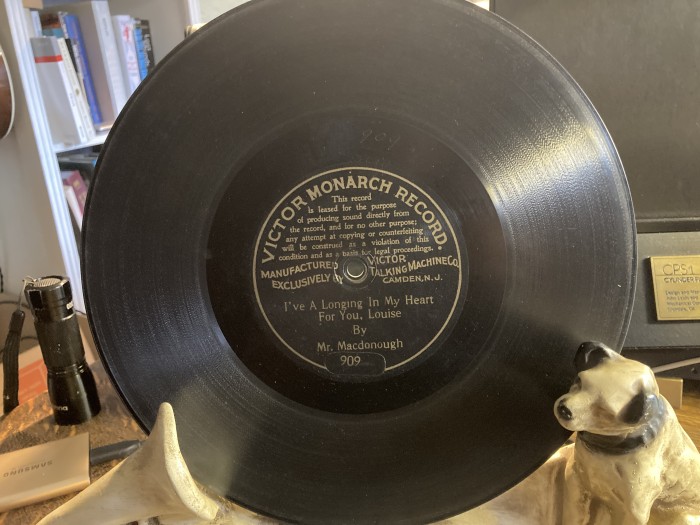 909
VICTOR MONARCH RECORD.
This record
is leased for the purpose
of producing sound directly from
the record, and for no other purpose;
any attempt at copying or counterfeiting
will be construed as a violation of this
condition and as a basis for legal proceedings.
MANUFACTURED VICTOR
EXCLUSIVELY BY TALKING MACHINE CO.
CAMDEN, N.J.
I've A Longing In My Heart
For You, Louise
By
Mr. Macdonough
909
SAMSUNG
CPS1